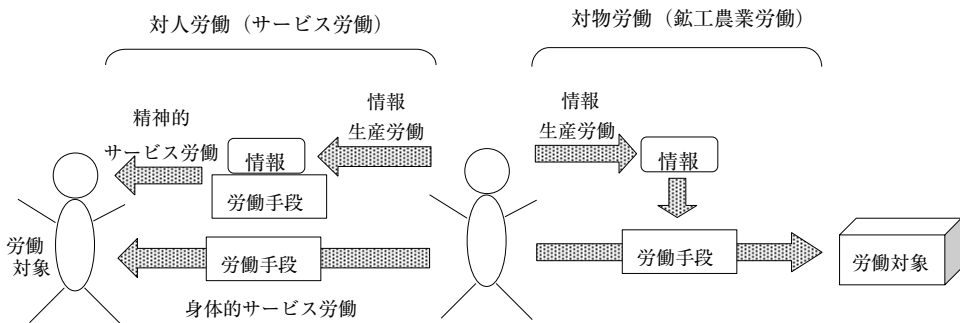 対人労働（サービス労働）
対物労働（鉱工農業労働）
精神的
サービス労働
情報
生産労働
情報
労働手段
情報
生産労働
情報
労働
対象
労働手段
身体的サービス労働
労働手段
労働対象